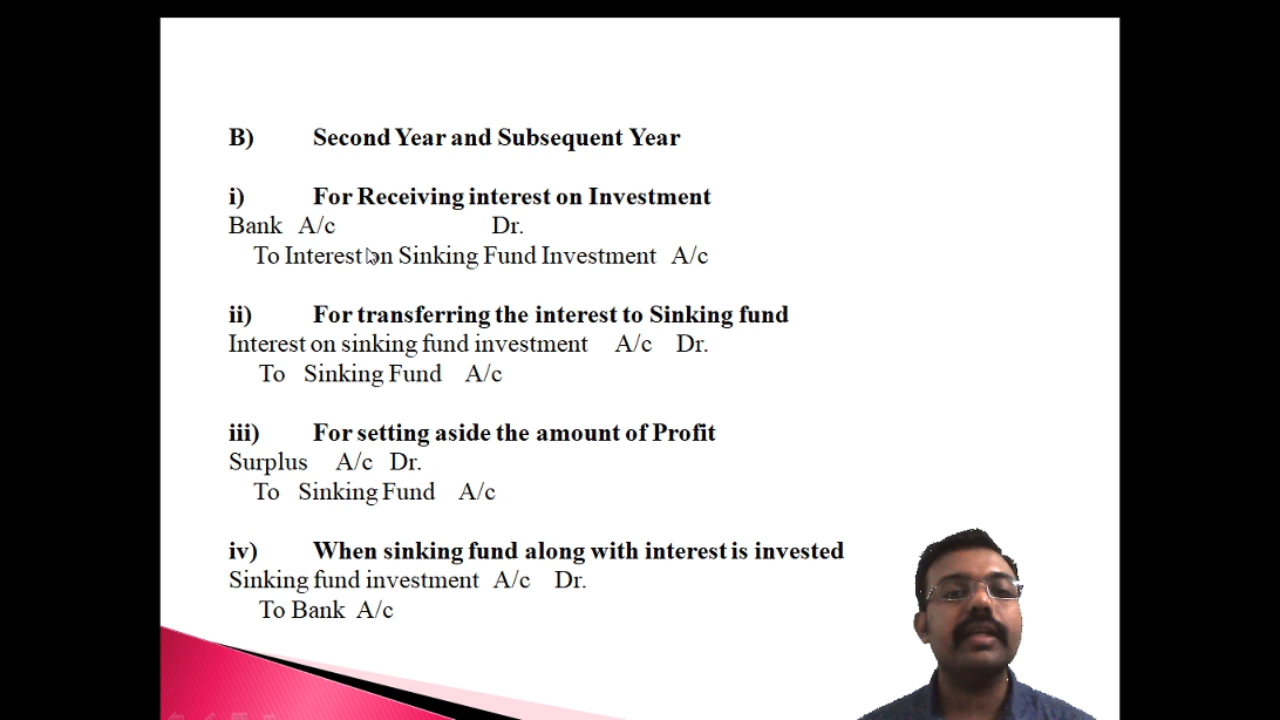 B) Second Year and Subsequent Year
i) For Receiving interest on Investment
Bank A/c Dr.
To Interest on Sinking Fund Investment A/c
ii) For transferring the interest to Sinking fund
Interest on sinking fund investment A/c Dr.
To Sinking Fund A/c
iii) For setting aside the amount of Profit
Surplus A/c Dr.
To Sinking Fund A/c
iv) When sinking fund along with interest is invested
Sinking fund investment A/c Dr.
To Bank A/c